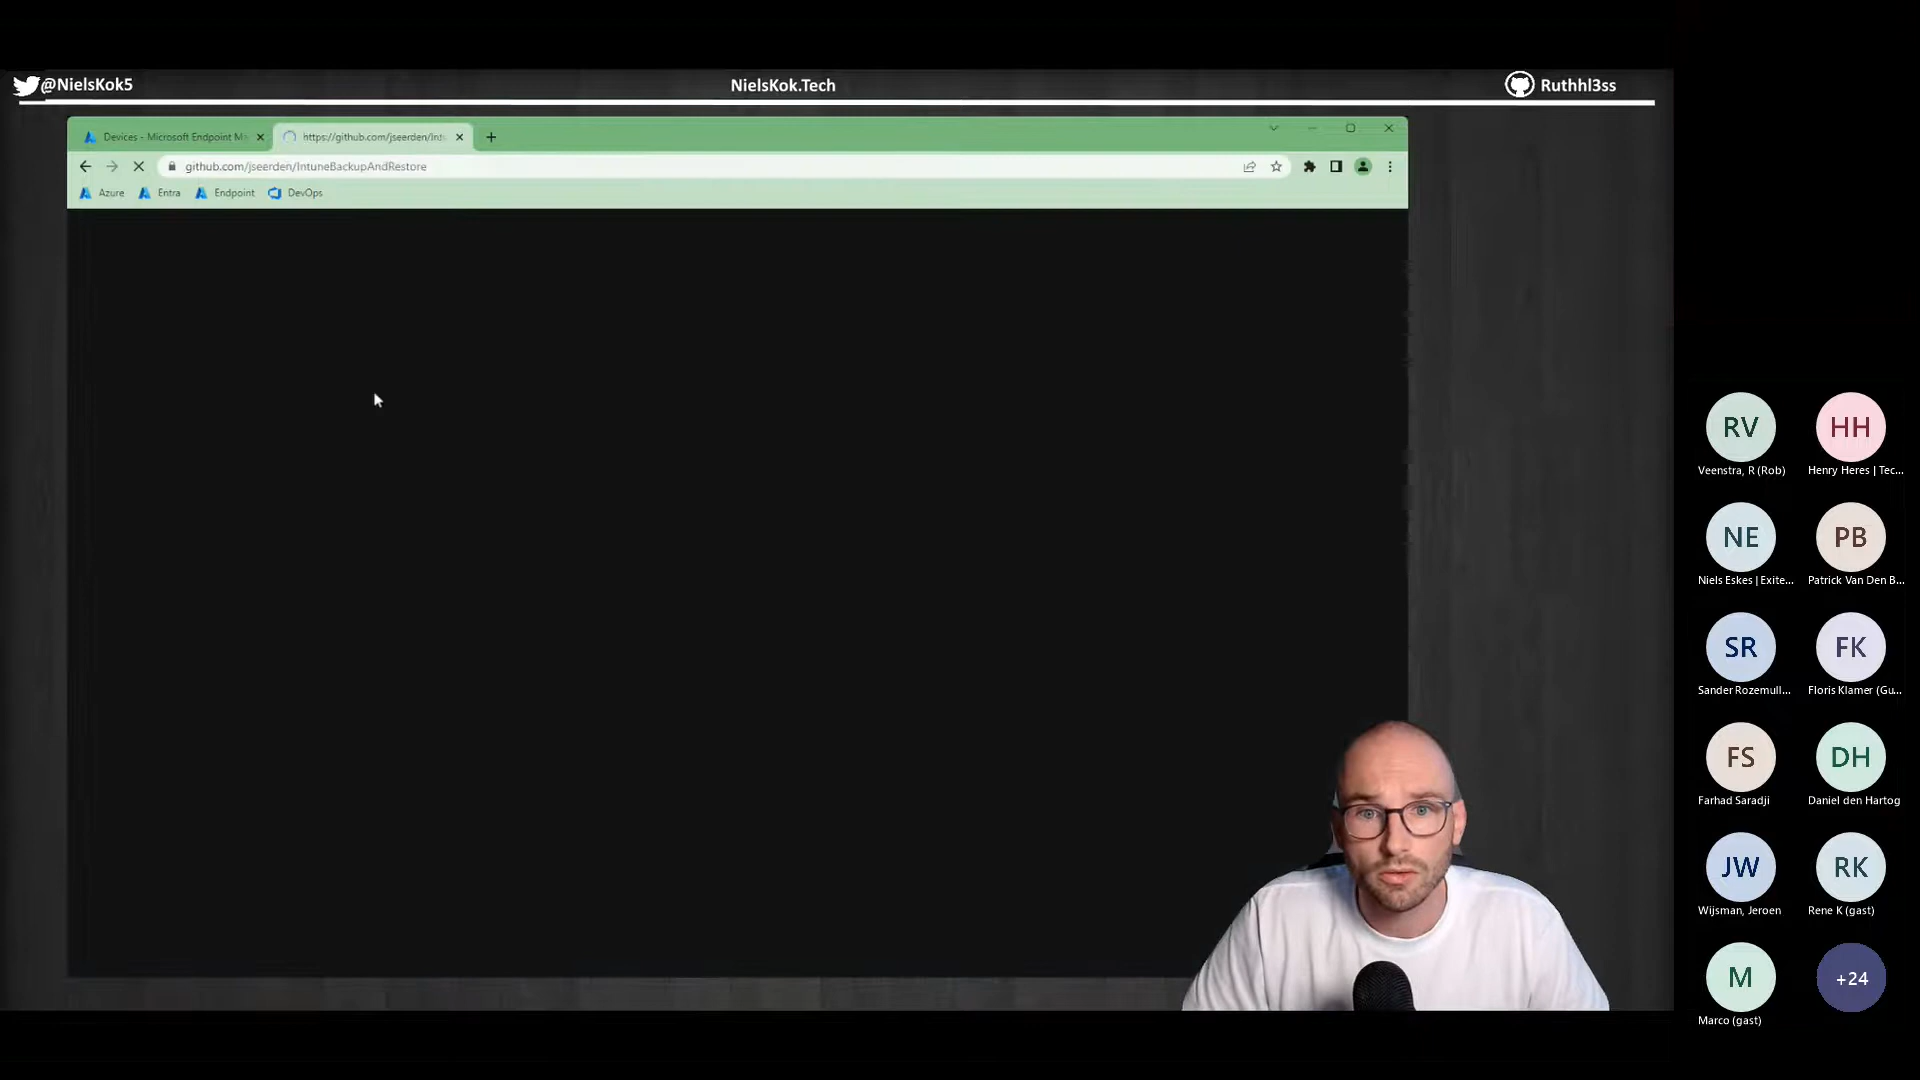 @NielsKok5
NielsKok.Tech
Ruthhl3ss
Devices - Microsoft Endpoint Ma
https://github.com/jseerden/Int
github.com/jseerden/IntuneBackupAndRestore
Azure
Entra
Endpoint
DevOps
RV
HH
Veenstra, R (Rob)
Henry Heres | Tec...
NE
PB
Niels Eskes | Exite...
Patrick Van Den B...
SR
FK
Sander Rozemull...
Floris Klamer (Gu...
FS
DH
Farhad Saradji
Daniel den Hartog
JW
RK
Wijsman, Jeroen
Rene K (gast)
M
+24
Marco (gast)